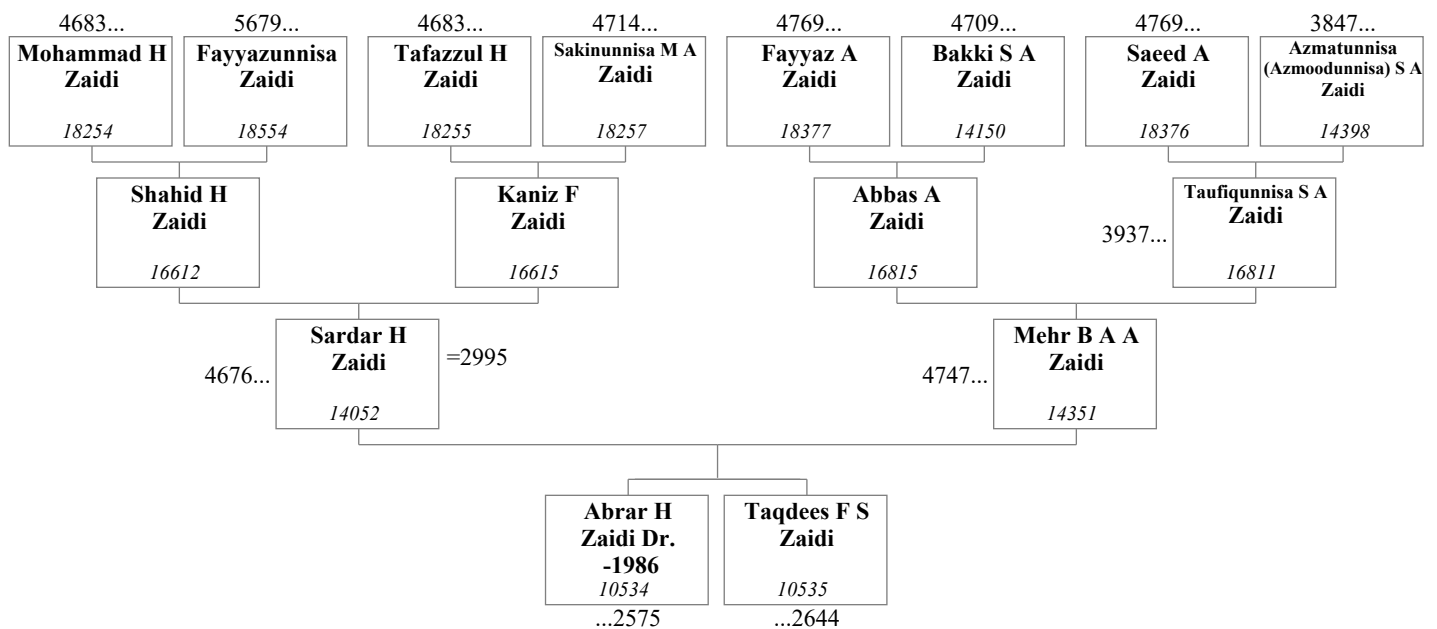 4683... 5679... 4683... 4714... 4769... 4709... 4769... 3847...
Mohammad H
Zaidi
18254
Fayyazunnisa
Zaidi
18554
Tafazzul H
Zaidi
18255
Sakinunnisa M A
Zaidi
18257
Fayyaz A
Zaidi
18377
Bakki S A
Zaidi
14150
Saeed A
Zaidi
18376
Azmatunnisa
(Azmoodunnisa) S A
Zaidi
14398
Shahid H
Zaidi
16612
Kaniz F
Zaidi
16615
Abbas A
Zaidi
16815
3937...
Taufiqunnisa S A
Zaidi
16811
4676...
Sardar H
Zaidi
14052
=2995
4747...
Mehr B A A
Zaidi
14351
Abrar H
Zaidi Dr.
-1986
10534
...2575
Taqdees F S
Zaidi
10535
...2644